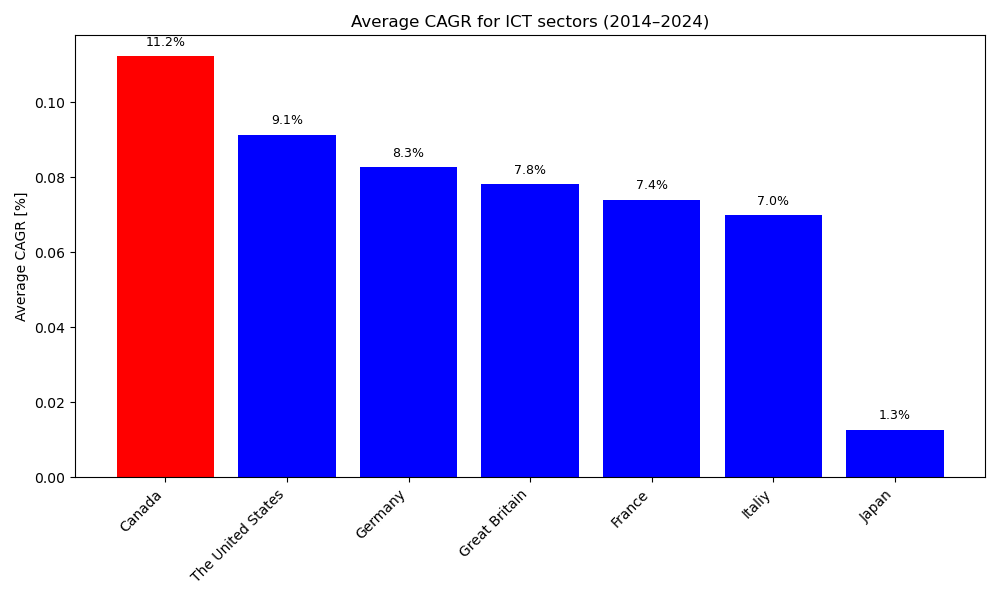 Average CAGR for ICT sectors (2014–2024)
Average CAGR [%]
0.10
0.08
0.06
0.04
0.02
0.00
11.2%
9.1%
8.3%
7.8%
7.4%
7.0%
1.3%
Canada
The United States
Germany
Great Britain
France
Italiy
Japan